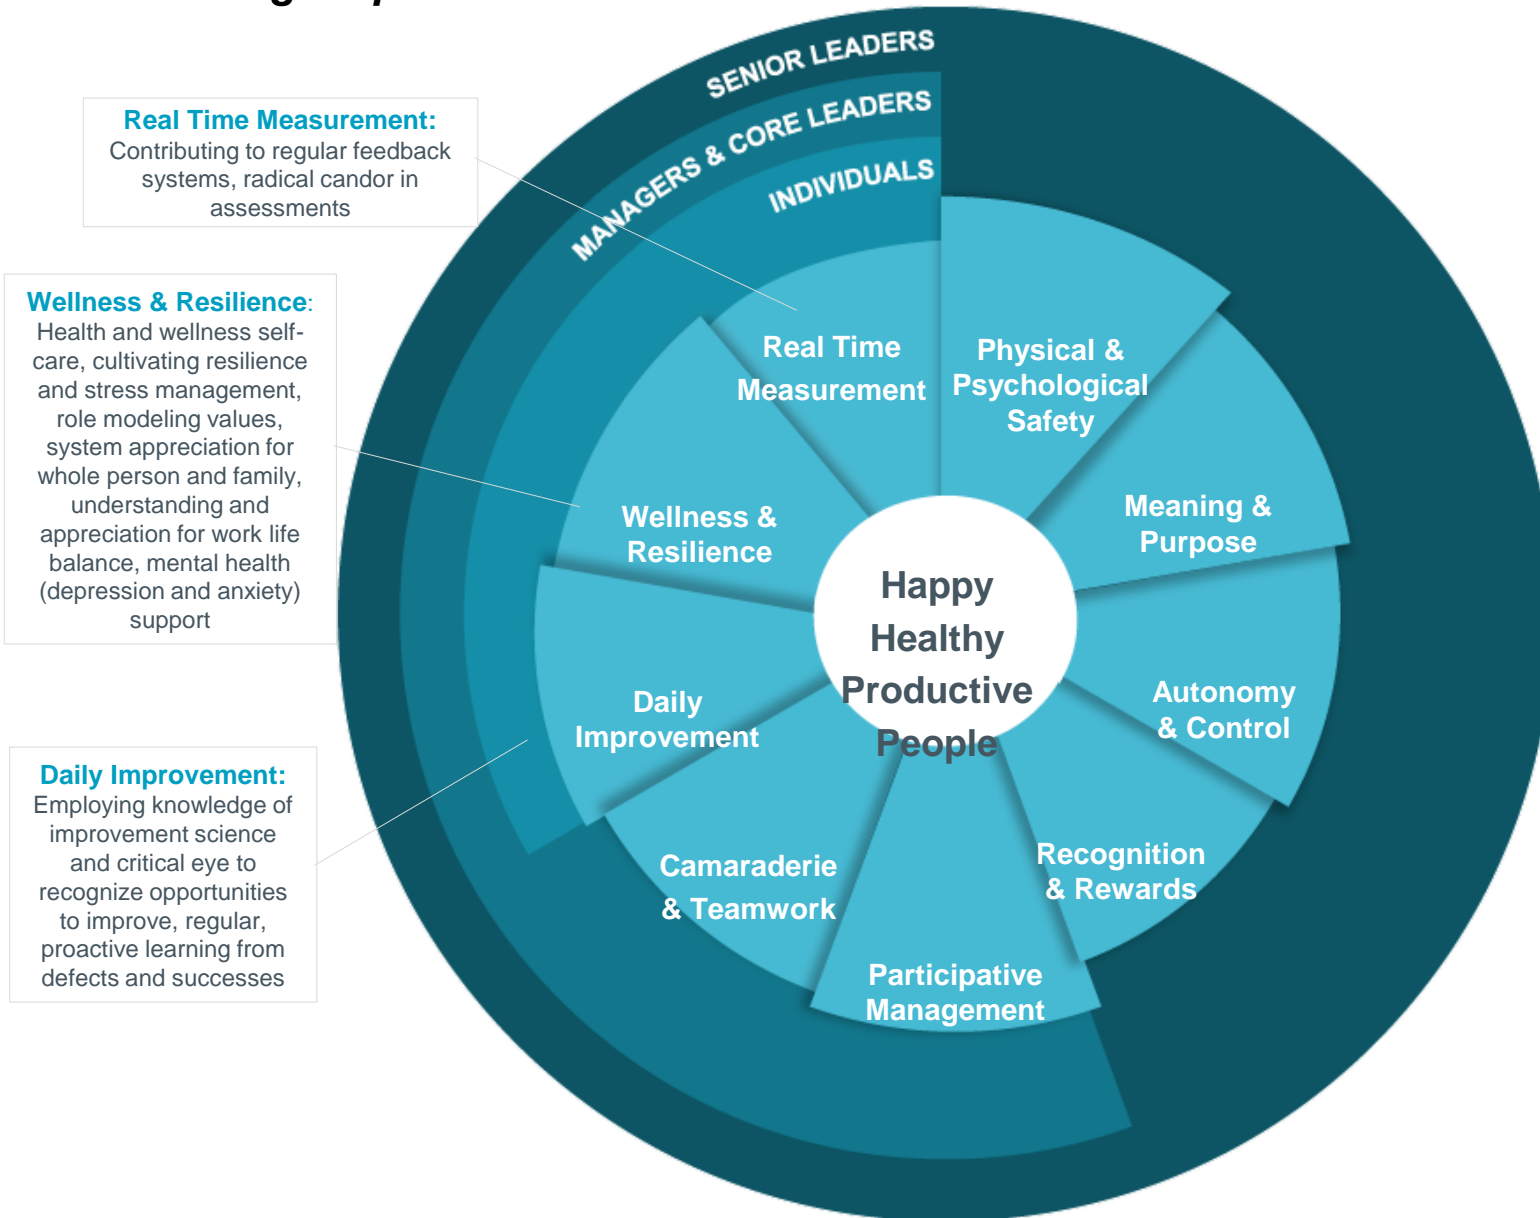 SENIOR LEADERS
MANAGERS & CORE LEADERS
INDIVIDUALS
Real Time Measurement:
Contributing to regular feedback
systems, radical candor in
assessments
Wellness & Resilience:
Health and wellness self-
care, cultivating resilience
and stress management,
role modeling values,
system appreciation for
whole person and family,
understanding and
appreciation for work life
balance, mental health
(depression and anxiety)
support
Daily Improvement:
Employing knowledge of
improvement science
and critical eye to
recognize opportunities
to improve, regular,
proactive learning from
defects and successes
Real Time
Measurement
Physical &
Psychological
Safety
Meaning &
Purpose
Autonomy
& Control
Recognition
& Rewards
Participative
Management
Camaraderie
& Teamwork
Daily
Improvement
Wellness &
Resilience
Happy
Healthy
Productive
People